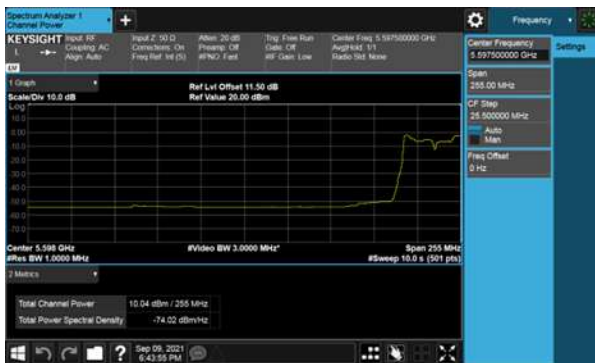 Spectrum Analyzer 1
Channel Power
+
Frequency
KEYSIGHT
Input: RF
Coupling: AC
Align: Auto
Input Z: 50 Ω
Corrections: On
Freq Ref: Int (S)
Atten: 20 dB
Preamp: Off
#PNO: Fast
Trig: Free Run
Gate: Off
#IF Gain: Low
Center Freq: 5.597500000 GHz
Avg|Hold: 1/1
Radio Std: None
Center Frequency
5.597500000 GHz
Settings
Span
255.00 MHz
CF Step
25.500000 MHz
Auto
Man
Freq Offset
0 Hz
1 Graph
Scale/Div 10.0 dB
Ref Lvl Offset 11.50 dB
Ref Value 20.00 dBm
Log
10.0
0.00
-10.0
-20.0
-30.0
-40.0
-50.0
-60.0
-70.0
Center 5.598 GHz
#Res BW 1.0000 MHz
#Video BW 3.0000 MHz*
Span 255 MHz
#Sweep 10.0 s (501 pts)
2 Metrics
Total Channel Power 10.04 dBm / 255 MHz
Total Power Spectral Density -74.02 dBm/Hz
?
Sep 09, 2021
6:43:55 PM